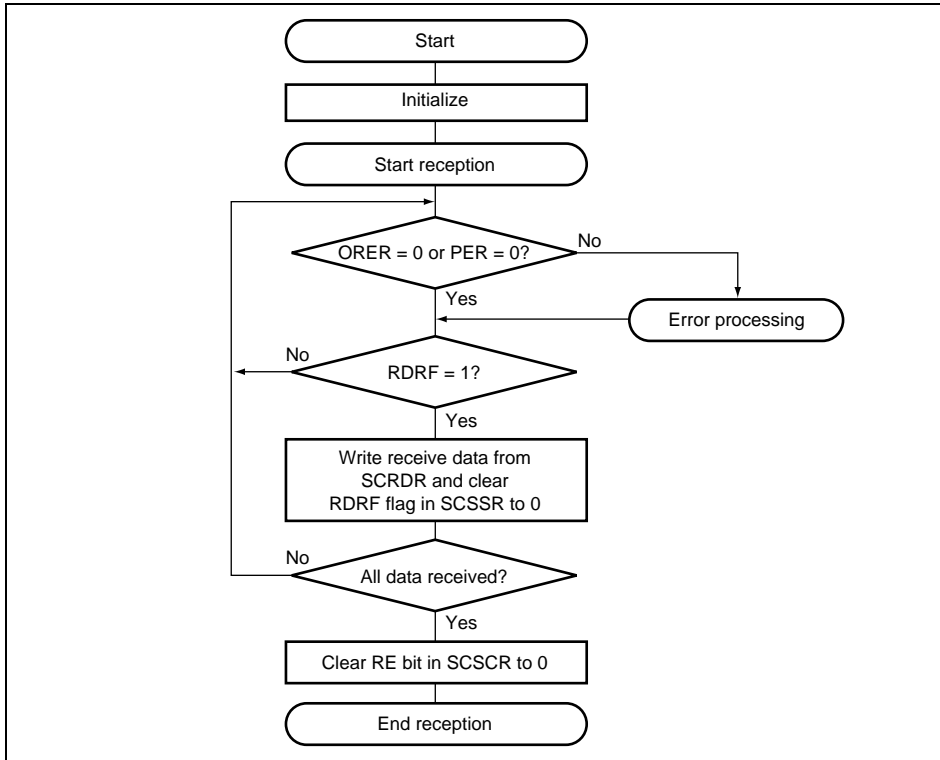 Start
Initialize
Start reception
ORER = 0 or PER = 0?
No
Yes
Error processing
No
RDRF = 1?
Yes
Write receive data from
SCRDR and clear
RDRF flag in SCSSR to 0
No
All data received?
Yes
Clear RE bit in SCSCR to 0
End reception